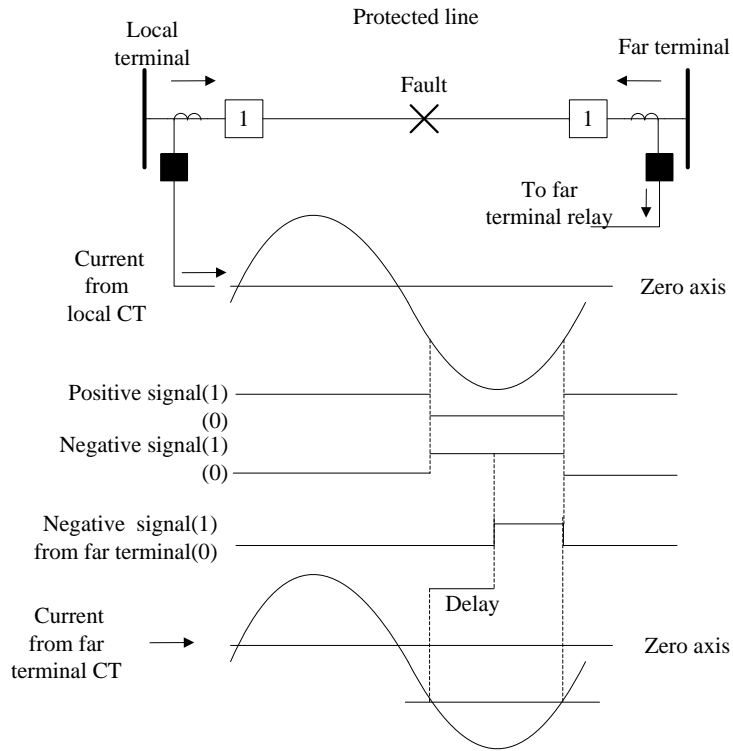 Protected line
Local
terminal
Far terminal
Fault
1
1
To far
terminal relay
Current
from
local CT
Zero axis
Positive signal(1)
(0)
Negative signal(1)
(0)
Negative signal(1)
from far terminal(0)
Delay
Current
from far
terminal CT
Zero axis